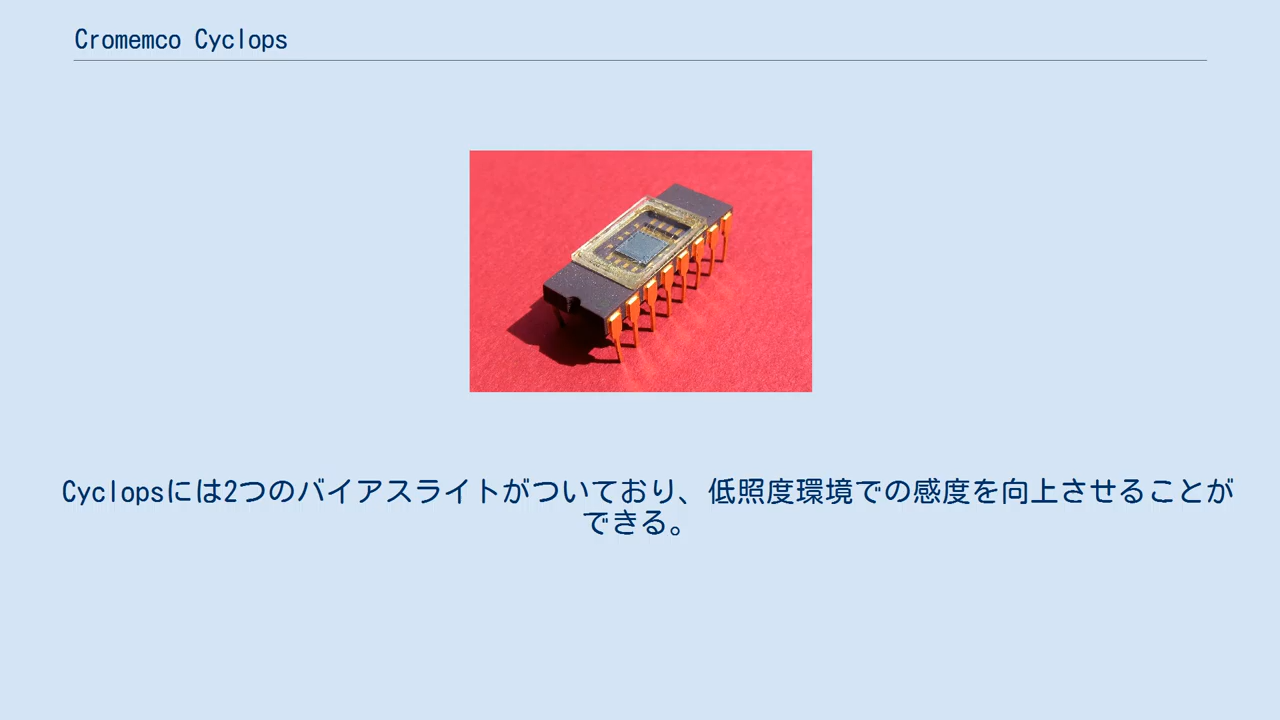 Cromemco Cyclops
Cyclopsには2つのバイアスライトがついており、低照度環境での感度を向上させることが
できる。